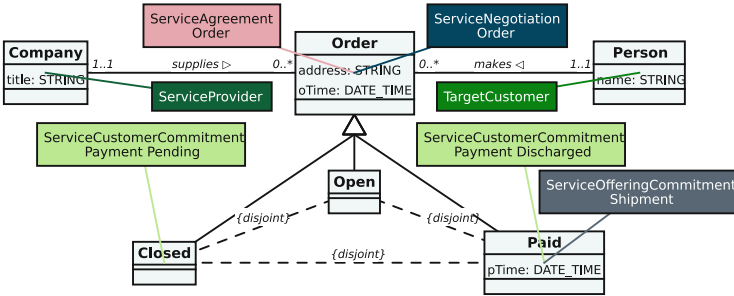 ServiceAgreement
Order
ServiceNegotiation
Order
Company
title: STRING
1..1
supplies ▷
0..*
Order
address: STRING
oTime: DATE_TIME
0..*
makes ◁
1..1
Person
name: STRING
ServiceProvider
TargetCustomer
ServiceCustomerCommitment
Payment Pending
ServiceCustomerCommitment
Payment Discharged
Open
ServiceOfferingCommitment
Shipment
{disjoint}
{disjoint}
Closed
{disjoint}
Paid
pTime: DATE_TIME